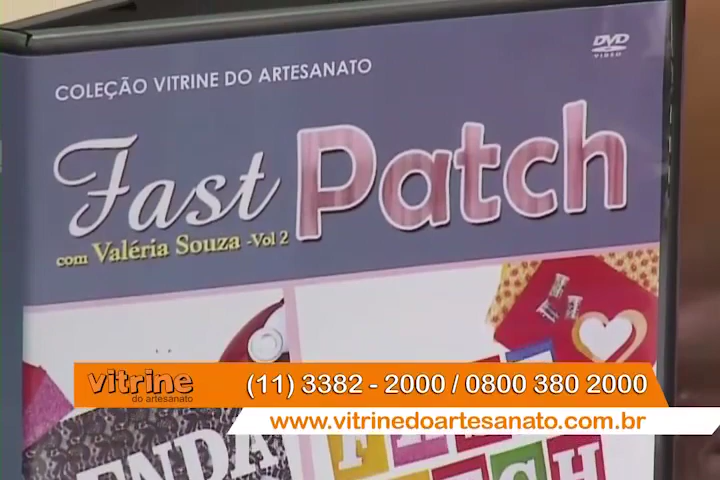 DVD
VIDEO
COLEÇÃO VITRINE DO ARTESANATO
Fast Patch
com Valéria Souza -Vol 2
vitrine
do artesanato
(11) 3382 - 2000 / 0800 380 2000
www.vitrinedoartesanato.com.br